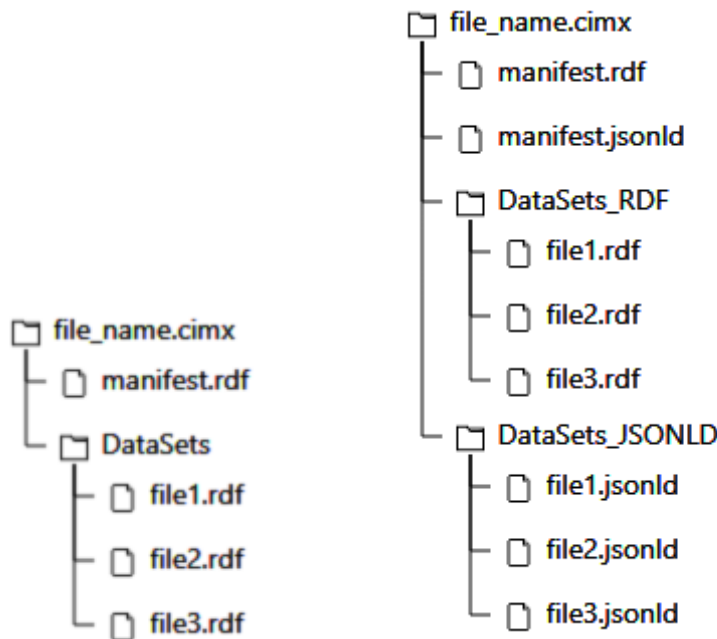 file_name.cimx
manifest.rdf
DataSets
file1.rdf
file2.rdf
file3.rdf
file_name.cimx
manifest.rdf
manifest.jsonld
DataSets_RDF
file1.rdf
file2.rdf
file3.rdf
DataSets_JSONLD
file1.jsonld
file2.jsonld
file3.jsonld